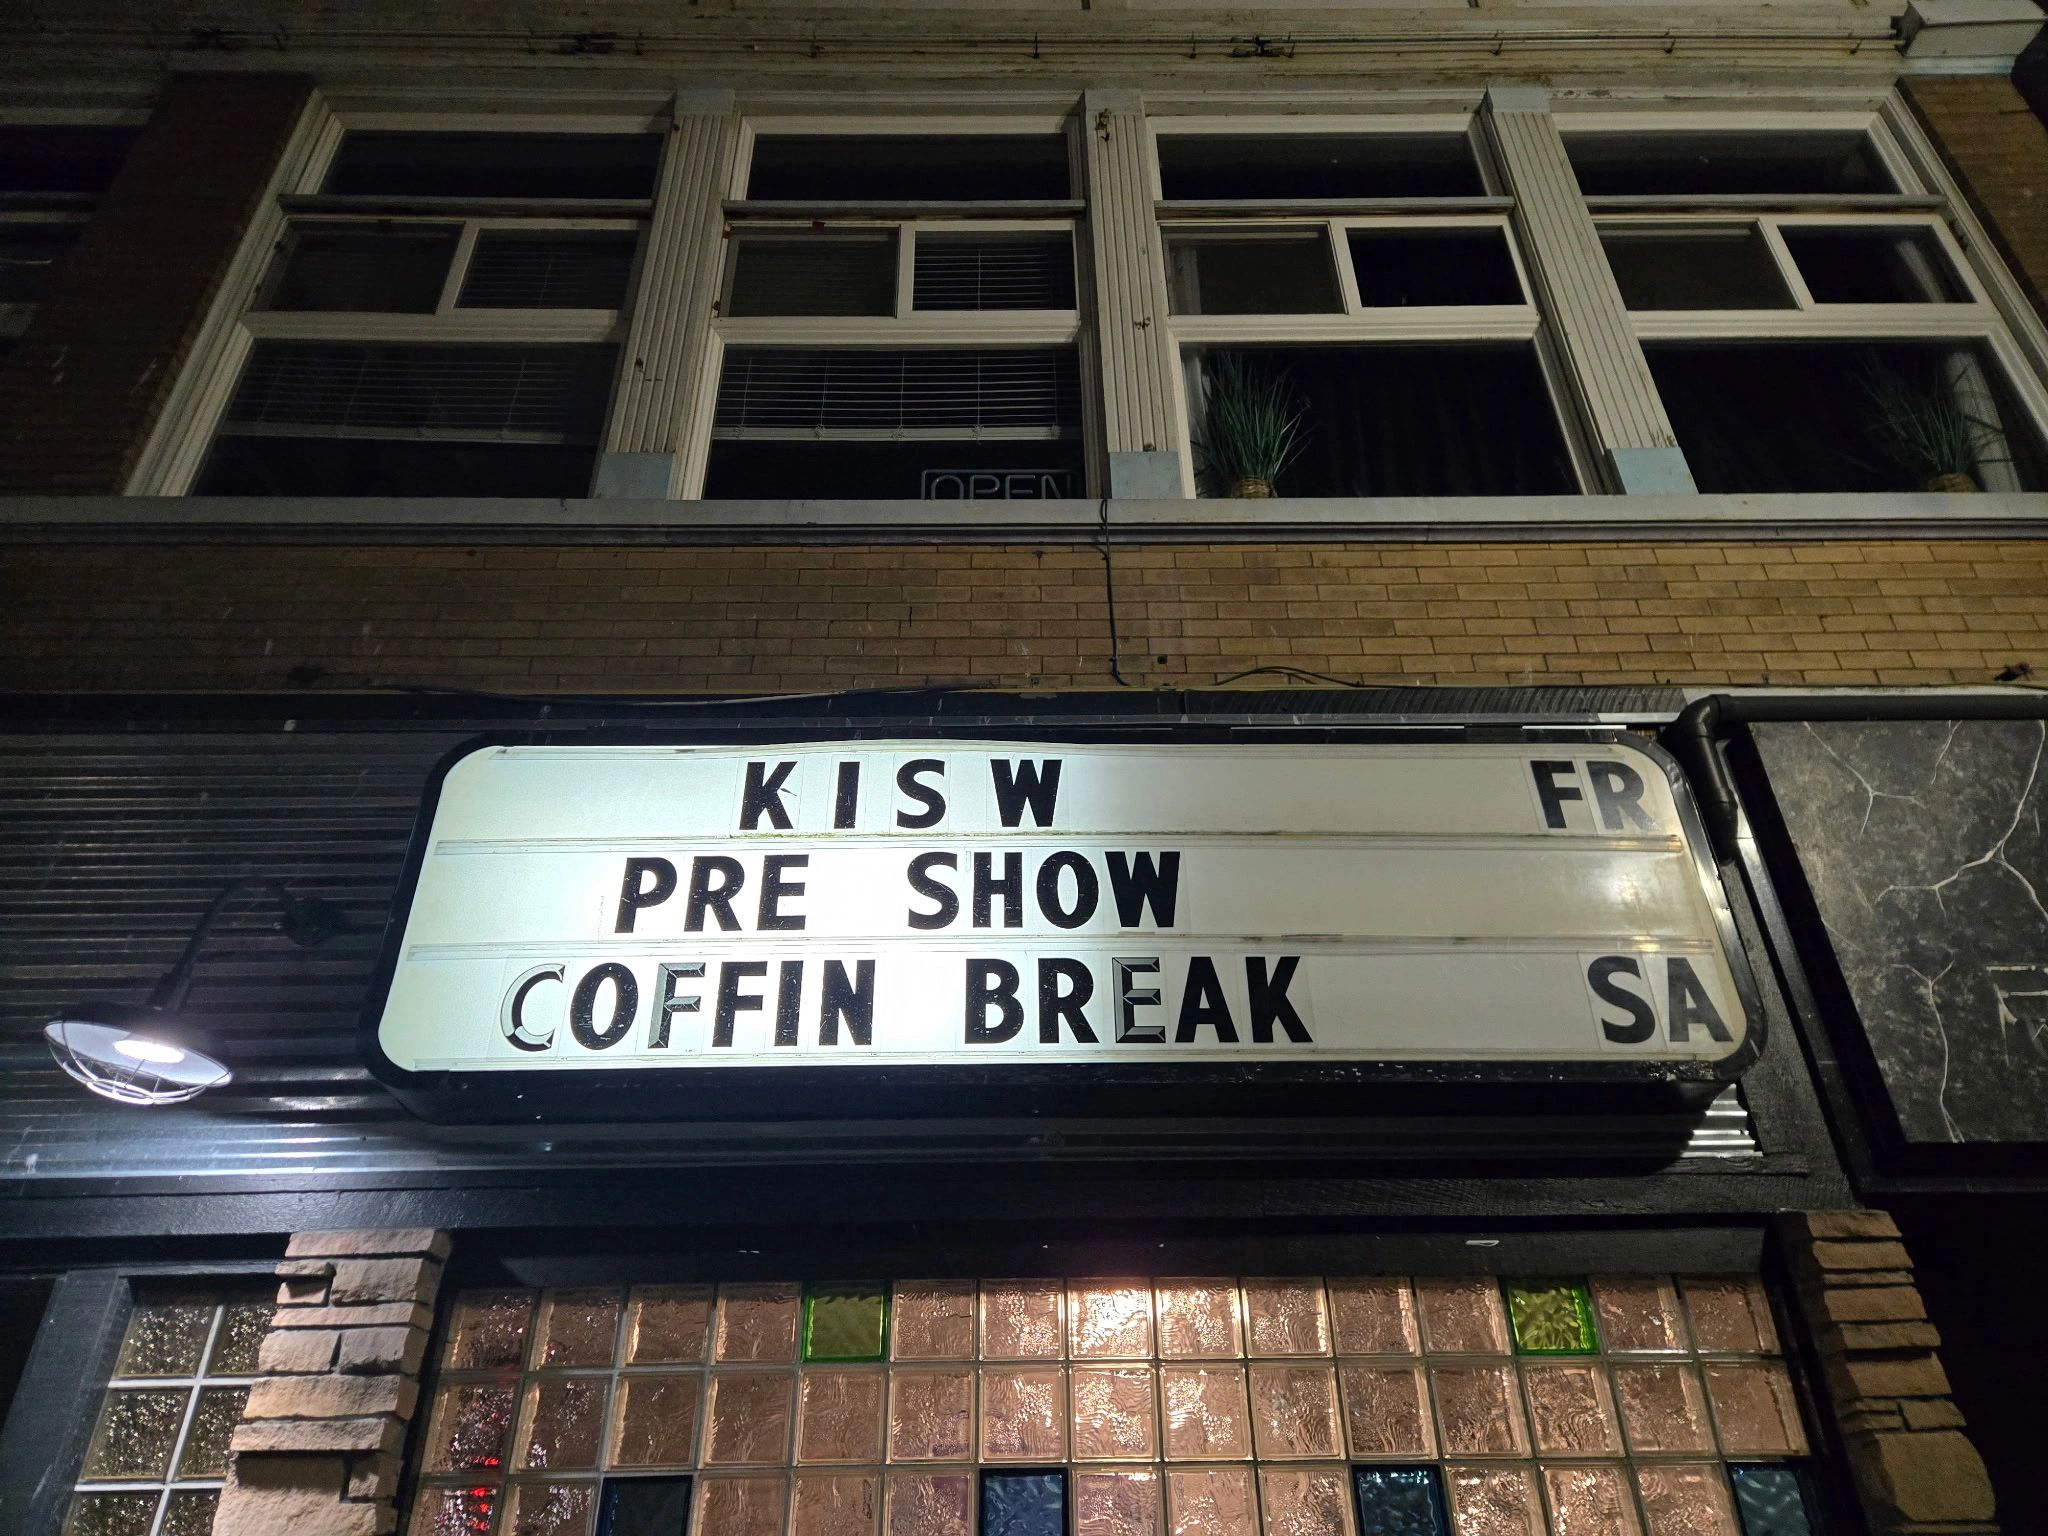 OPEN
KISW FR
PRE SHOW
COFFIN BREAK SA